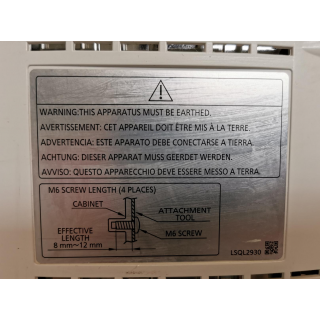 WARNING:THIS APPARATUS MUST BE EARTHED.
AVERTISSEMENT: CET APPAREIL DOIT ÊTRE MIS À LA TERRE.
ADVERTENCIA: ESTE APARATO DEBE CONECTARSE A TIERRA.
ACHTUNG: DIESER APPARAT MUSS GEERDET WERDEN.
AVVISO: QUESTO APPARECCHIO DEVE ESSERE MESSO A TERRA.
M6 SCREW LENGTH (4 PLACES)
CABINET
ATTACHMENT
TOOL
EFFECTIVE
LENGTH
8 mm～12 mm
M6 SCREW
LSQL2930